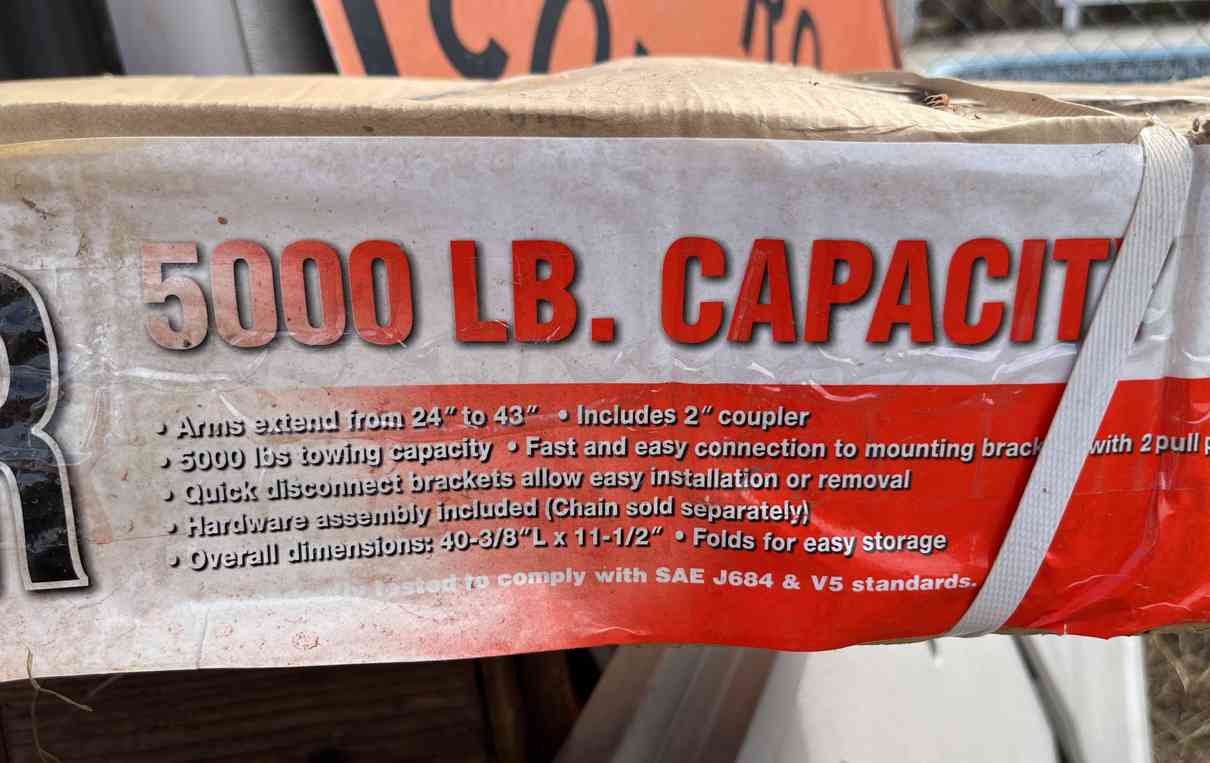 5000 LB. CAPACIT
R
• Arms extend from 24" to 43" • Includes 2" coupler
• 5000 lbs towing capacity • Fast and easy connection to mounting brack with 2 pull p
• Quick disconnect brackets allow easy installation or removal
• Hardware assembly included (Chain sold separately)
• Overall dimensions: 40-3/8"L x 11-1/2" • Folds for easy storage
tested to comply with SAE J684 & V5 standards.